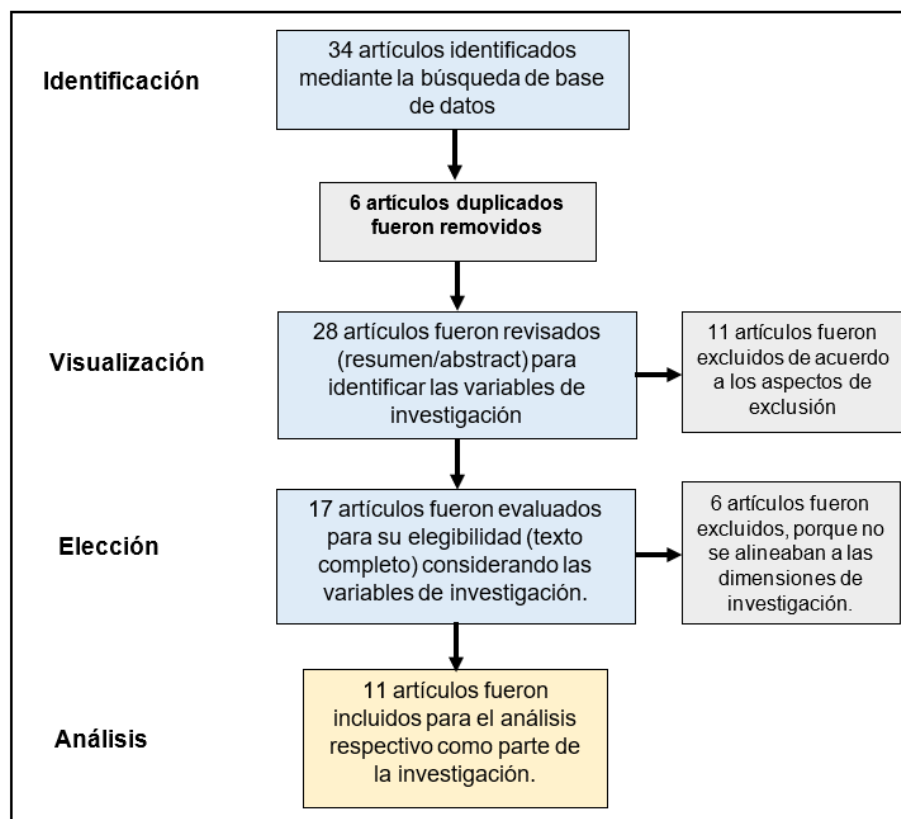 Identificación
34 artículos identificados
mediante la búsqueda de base
de datos
6 artículos duplicados
fueron removidos
Visualización
28 artículos fueron revisados
(resumen/abstract) para
identificar las variables de
investigación
11 artículos fueron
excluidos de acuerdo
a los aspectos de
exclusión
Elección
17 artículos fueron evaluados
para su elegibilidad (texto
completo) considerando las
variables de investigación.
6 artículos fueron
excluidos, porque no
se alineaban a las
dimensiones de
investigación.
Análisis
11 artículos fueron
incluidos para el análisis
respectivo como parte de
la investigación.